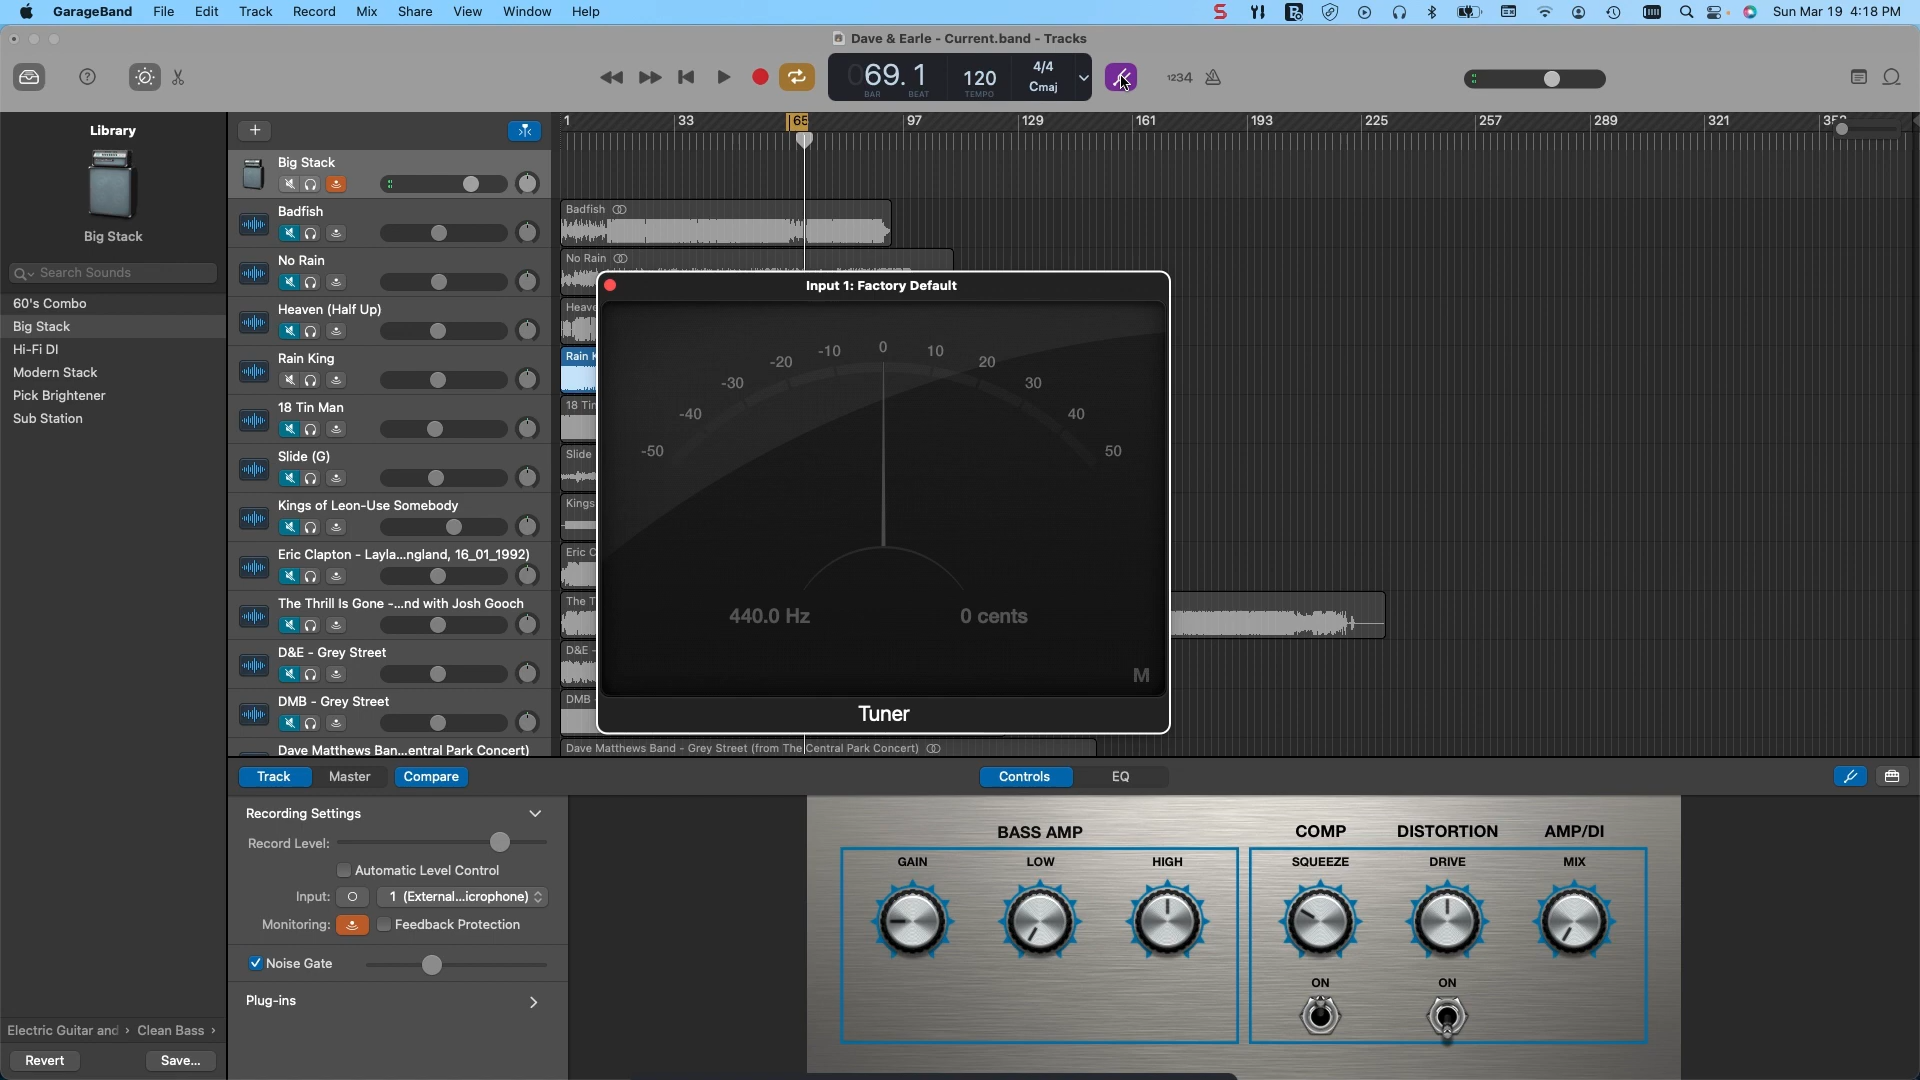 GarageBand File Edit Track Record Mix Share View Window Help
Sun Mar 19 4:18 PM
Dave & Earle - Current.band - Tracks
069. 1
BAR BEAT
120
TEMPO
4/4
Cmaj
1234
Library
Big Stack
Search Sounds
60's Combo
Big Stack
Hi-Fi DI
Modern Stack
Pick Brightener
Sub Station
Electric Guitar and › Clean Bass ›
Revert
Save...
1 33 65 97 129 161 193 225 257 289 321
Big Stack
Badfish
No Rain
Heaven (Half Up)
Rain King
18 Tin Man
Slide (G)
Kings of Leon-Use Somebody
Eric Clapton - Layla...ngland, 16_01_1992)
The Thrill Is Gone -...nd with Josh Gooch
D&E - Grey Street
DMB - Grey Street
Dave Matthews Ban...entral Park Concert)
Badfish
No Rain
Heave
Rain K
18 Tin
Slide
Kings
Eric C
The T
D&E -
DMB
Dave Matthews Band - Grey Street (from The Central Park Concert)
Input 1: Factory Default
-50 -40 -30 -20 -10 0 10 20 30 40 50
440.0 Hz
0 cents
M
Tuner
Track Master Compare
Controls EQ
Recording Settings
Record Level:
Automatic Level Control
Input: 1 (External...icrophone)
Monitoring: Feedback Protection
Noise Gate
Plug-ins
BASS AMP
GAIN LOW HIGH
COMP DISTORTION AMP/DI
SQUEEZE DRIVE MIX
ON ON